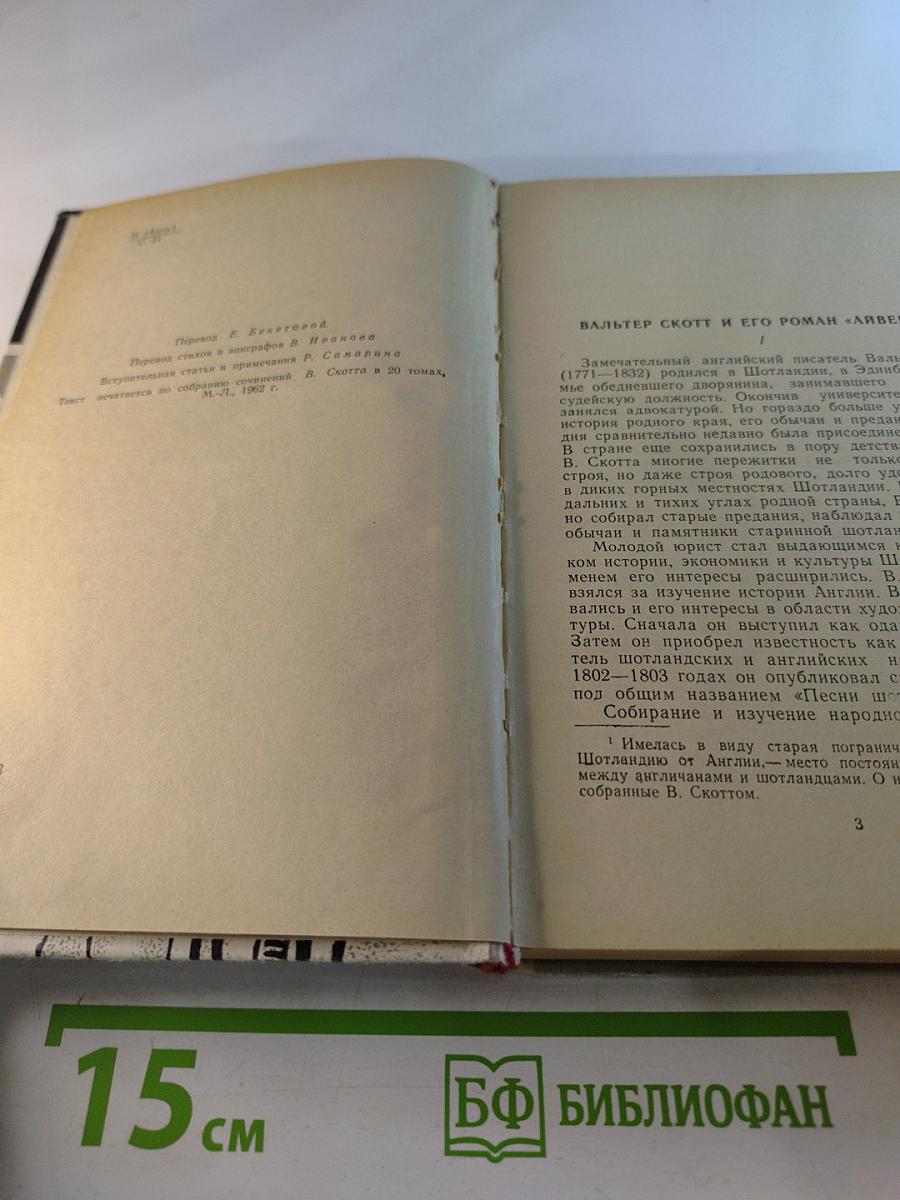 Перевод Е. Бекетовой.
Перевод стихов и эпиграфов В. Иванова
Вступительная статья и примечания Р. Самарина
Текст печатается по собранию сочинений В. Скотта в 20 томах,
М.-Л., 1962 г.
ВАЛЬТЕР СКОТТ И ЕГО РОМАН «АЙВЕ
I
Замечательный английский писатель Валь
(1771—1832) родился в Шотландии, в Эдинб
мье обедневшего дворянина, занимавшего
судейскую должность. Окончив университе
занялся адвокатурой. Но гораздо больше у
история родного края, его обычаи и предан
дия сравнительно недавно была присоедине
В стране еще сохранились в пору детств
В. Скотта многие пережитки не только
строя, но даже строя родового, долго уде
в диких горных местностях Шотландии.
дальних и тихих углах родной страны, В
но собирал старые предания, наблюдал
обычаи и памятники старинной шотлан
Молодой юрист стал выдающимся
ком истории, экономики и культуры Ш
менем его интересы расширились. В.
взялся за изучение истории Англии. В
вались и его интересы в области худо
туры. Сначала он выступил как ода
Затем он приобрел известность как
тель шотландских и английских н
1802—1803 годах он опубликовал с
под общим названием «Песни шот
Собирание и изучение народно
1 Имелась в виду старая погранич
Шотландию от Англии,— место постоян
между англичанами и шотландцами. О
собранные В. Скоттом.
3
15 см
БФ БИБЛИОФАН